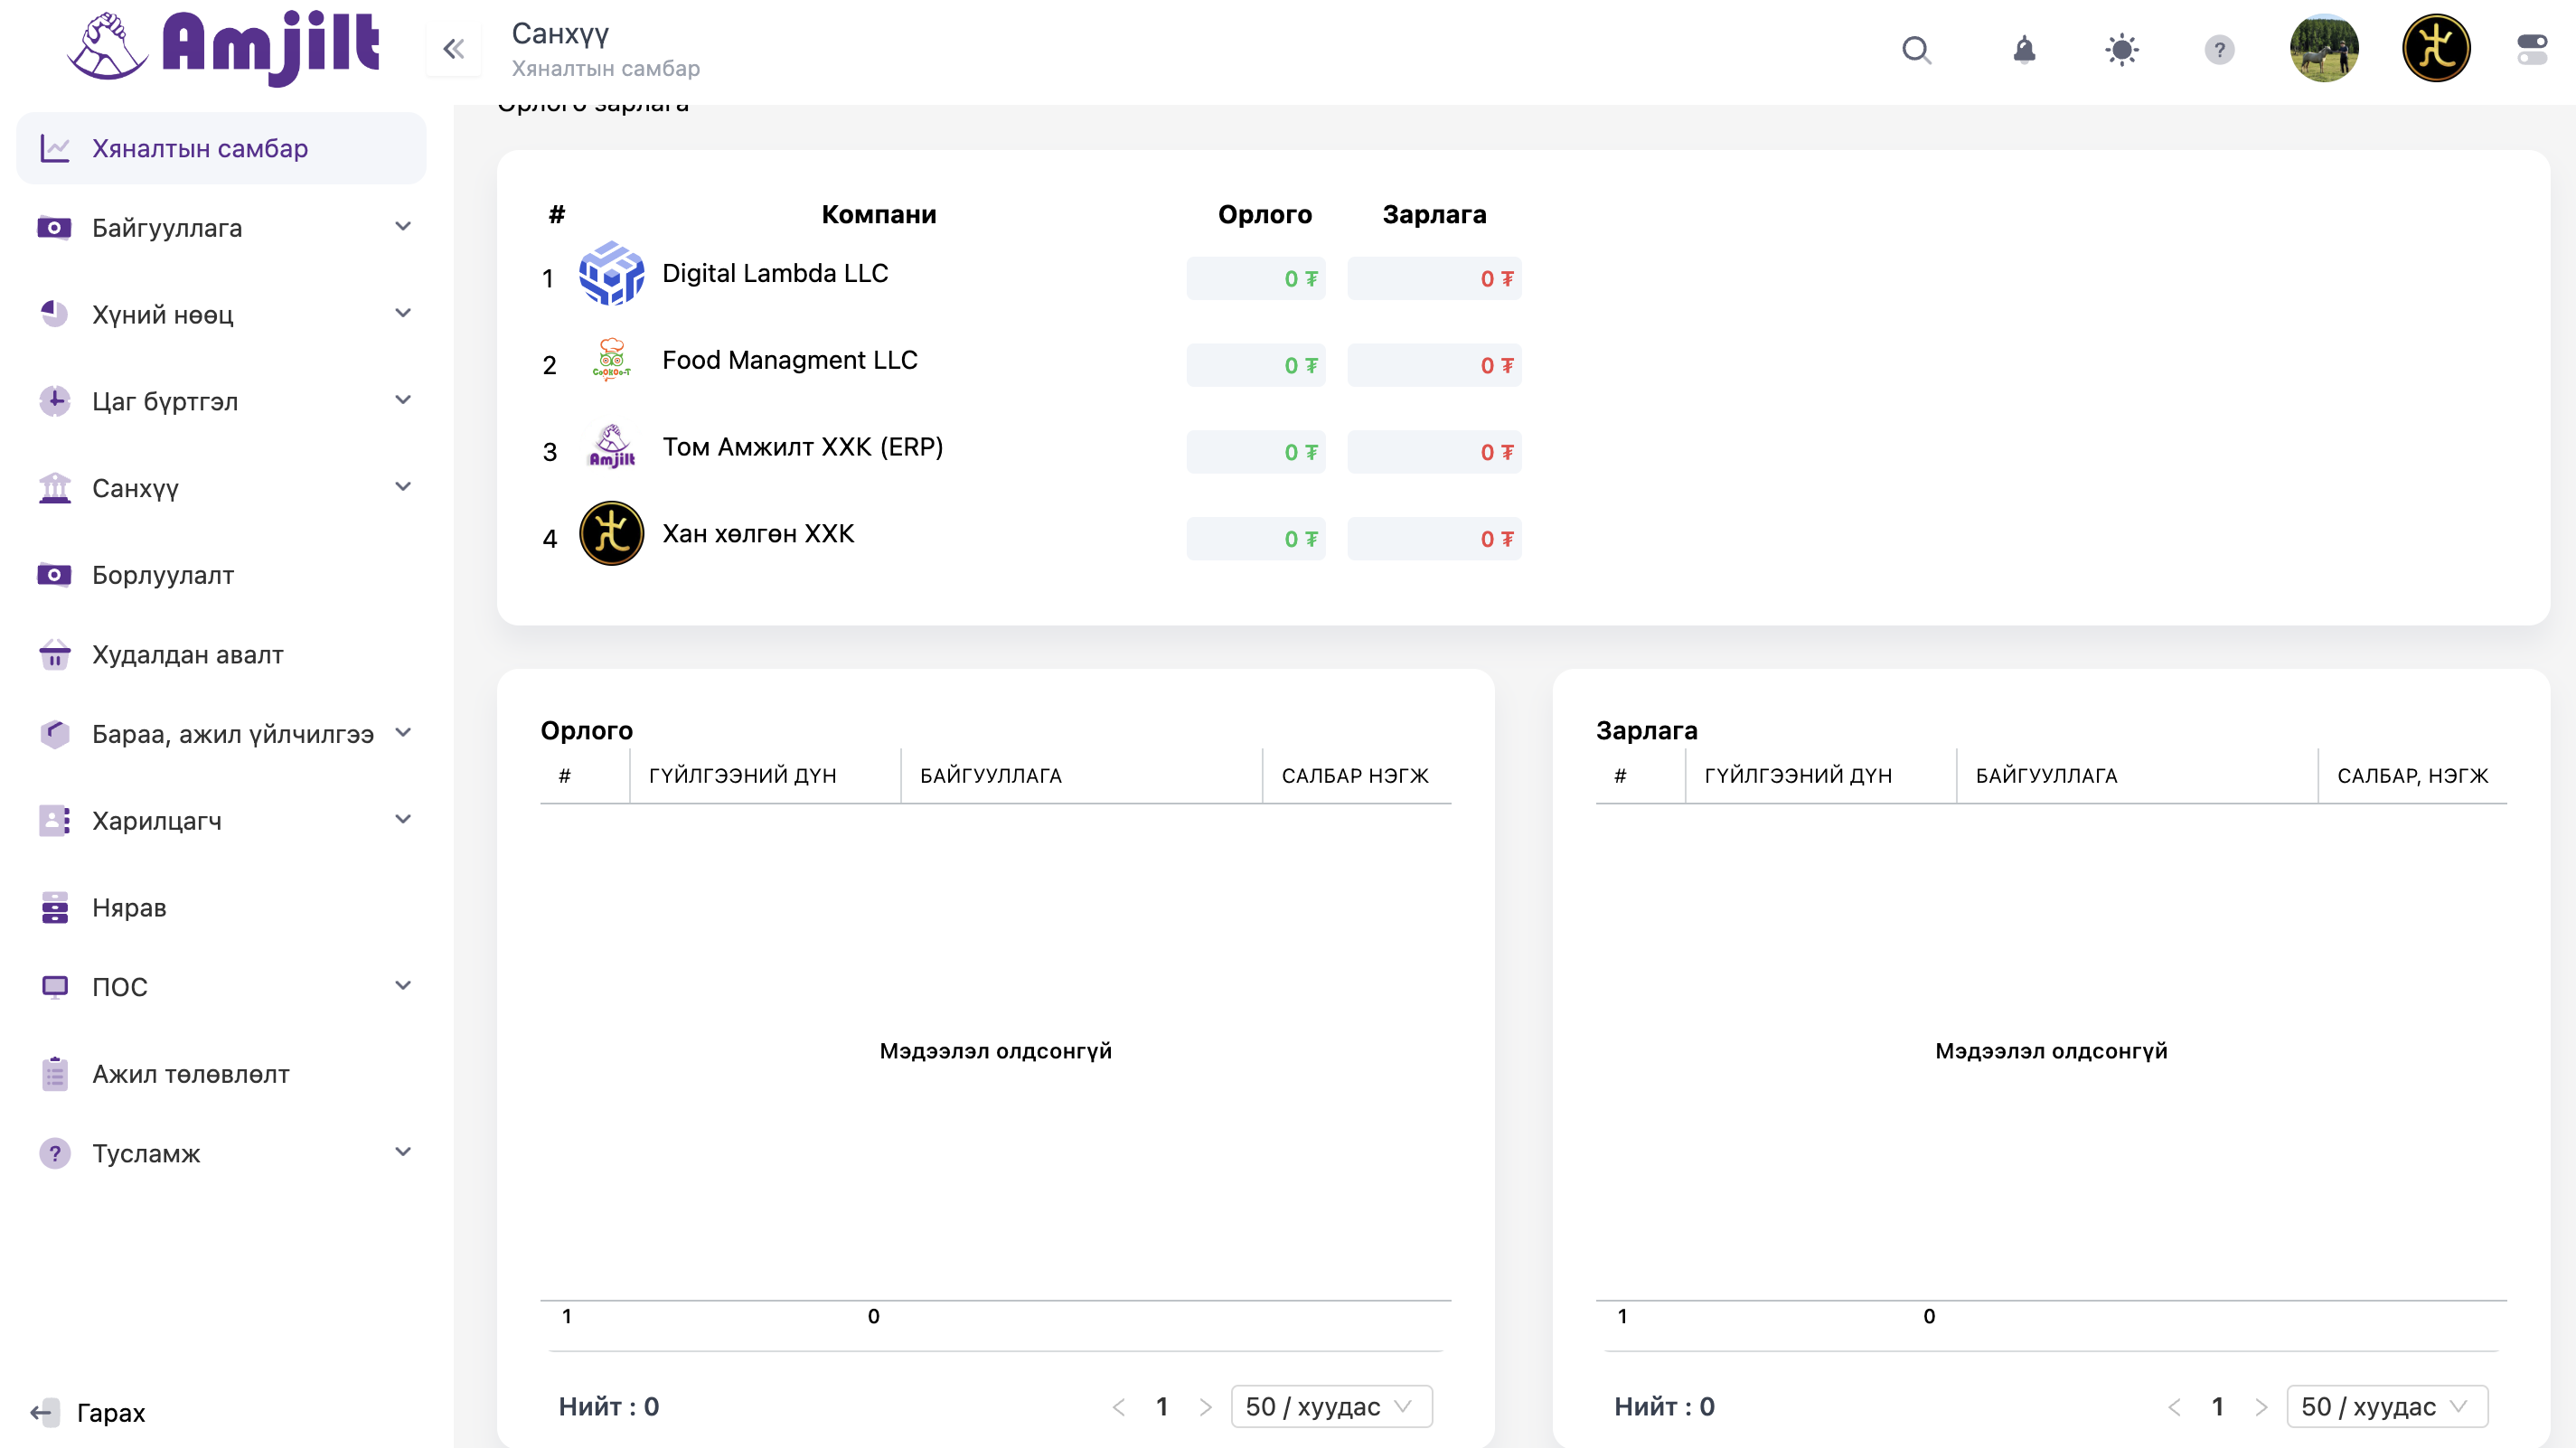 Amjilt
Санхүү
Хяналтын самбар
Хяналтын самбар
Байгууллага
Хүний нөөц
Цаг бүртгэл
Санхүү
Борлуулалт
Худалдан авалт
Бараа, ажил үйлчилгээ
Харилцагч
Нярав
ПОС
Ажил төлөвлөлт
Тусламж
Гарах
Орлого зарлага
# Компани Орлого Зарлага
1 Digital Lambda LLC 0 ₮ 0 ₮
2 CoOKOo-T Food Managment LLC 0 ₮ 0 ₮
3 Amjilt Том Амжилт ХХК (ERP) 0 ₮ 0 ₮
4 Хан хөлгөн ХХК 0 ₮ 0 ₮
Орлого
# ГҮЙЛГЭЭНИЙ ДҮН БАЙГУУЛЛАГА САЛБАР НЭГЖ
Мэдээлэл олдсонгүй
1 0
Нийт : 0 < 1 > 50 / хуудас
Зарлага
# ГҮЙЛГЭЭНИЙ ДҮН БАЙГУУЛЛАГА САЛБАР, НЭГЖ
Мэдээлэл олдсонгүй
1 0
Нийт : 0 < 1 > 50 / хуудас